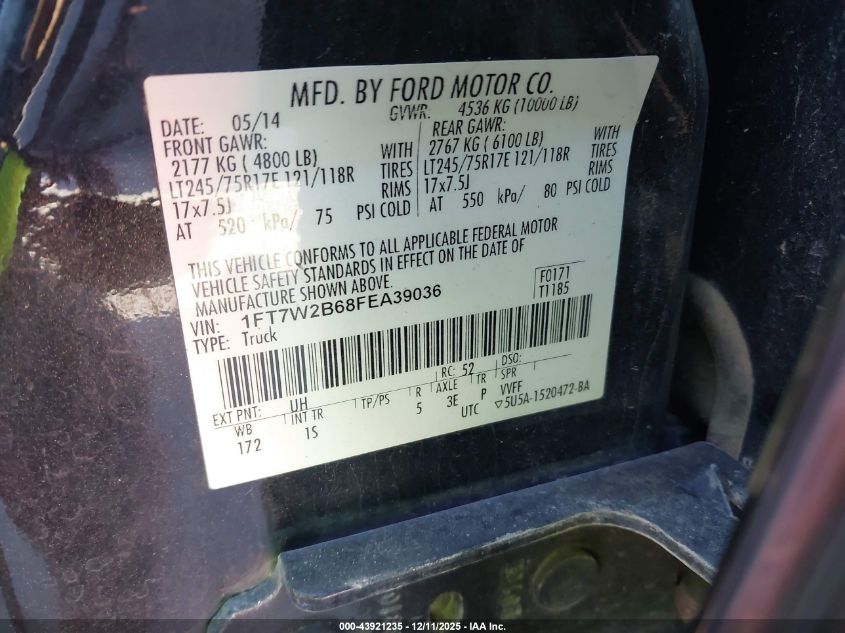 MFD. BY FORD MOTOR CO.
DATE: 05/14 GVWR: 4536 KG (10000 LB)
FRONT GAWR: REAR GAWR:
2177 KG ( 4800 LB) WITH 2767 KG ( 6100 LB) WITH
LT245/75R17E 121/118R TIRES LT245/75R17E 121/118R TIRES
17x7.5J RIMS 17x7.5J RIMS
AT 520 kPa/ 75 PSI COLD AT 550 kPa/ 80 PSI COLD
THIS VEHICLE CONFORMS TO ALL APPLICABLE FEDERAL MOTOR
VEHICLE SAFETY STANDARDS IN EFFECT ON THE DATE OF
MANUFACTURE SHOWN ABOVE.
VIN: 1FT7W2B68FEA39036 F0171
TYPE: Truck T1185
EXT PNT: UH RC: 52 DSO:
WB INT TR TP/PS R AXLE TR SPR
172 1S 5 3E P VVFF
UTC ▽5U5A-1520472-BA
000-43921235 - 12/11/2025 - IAA Inc.